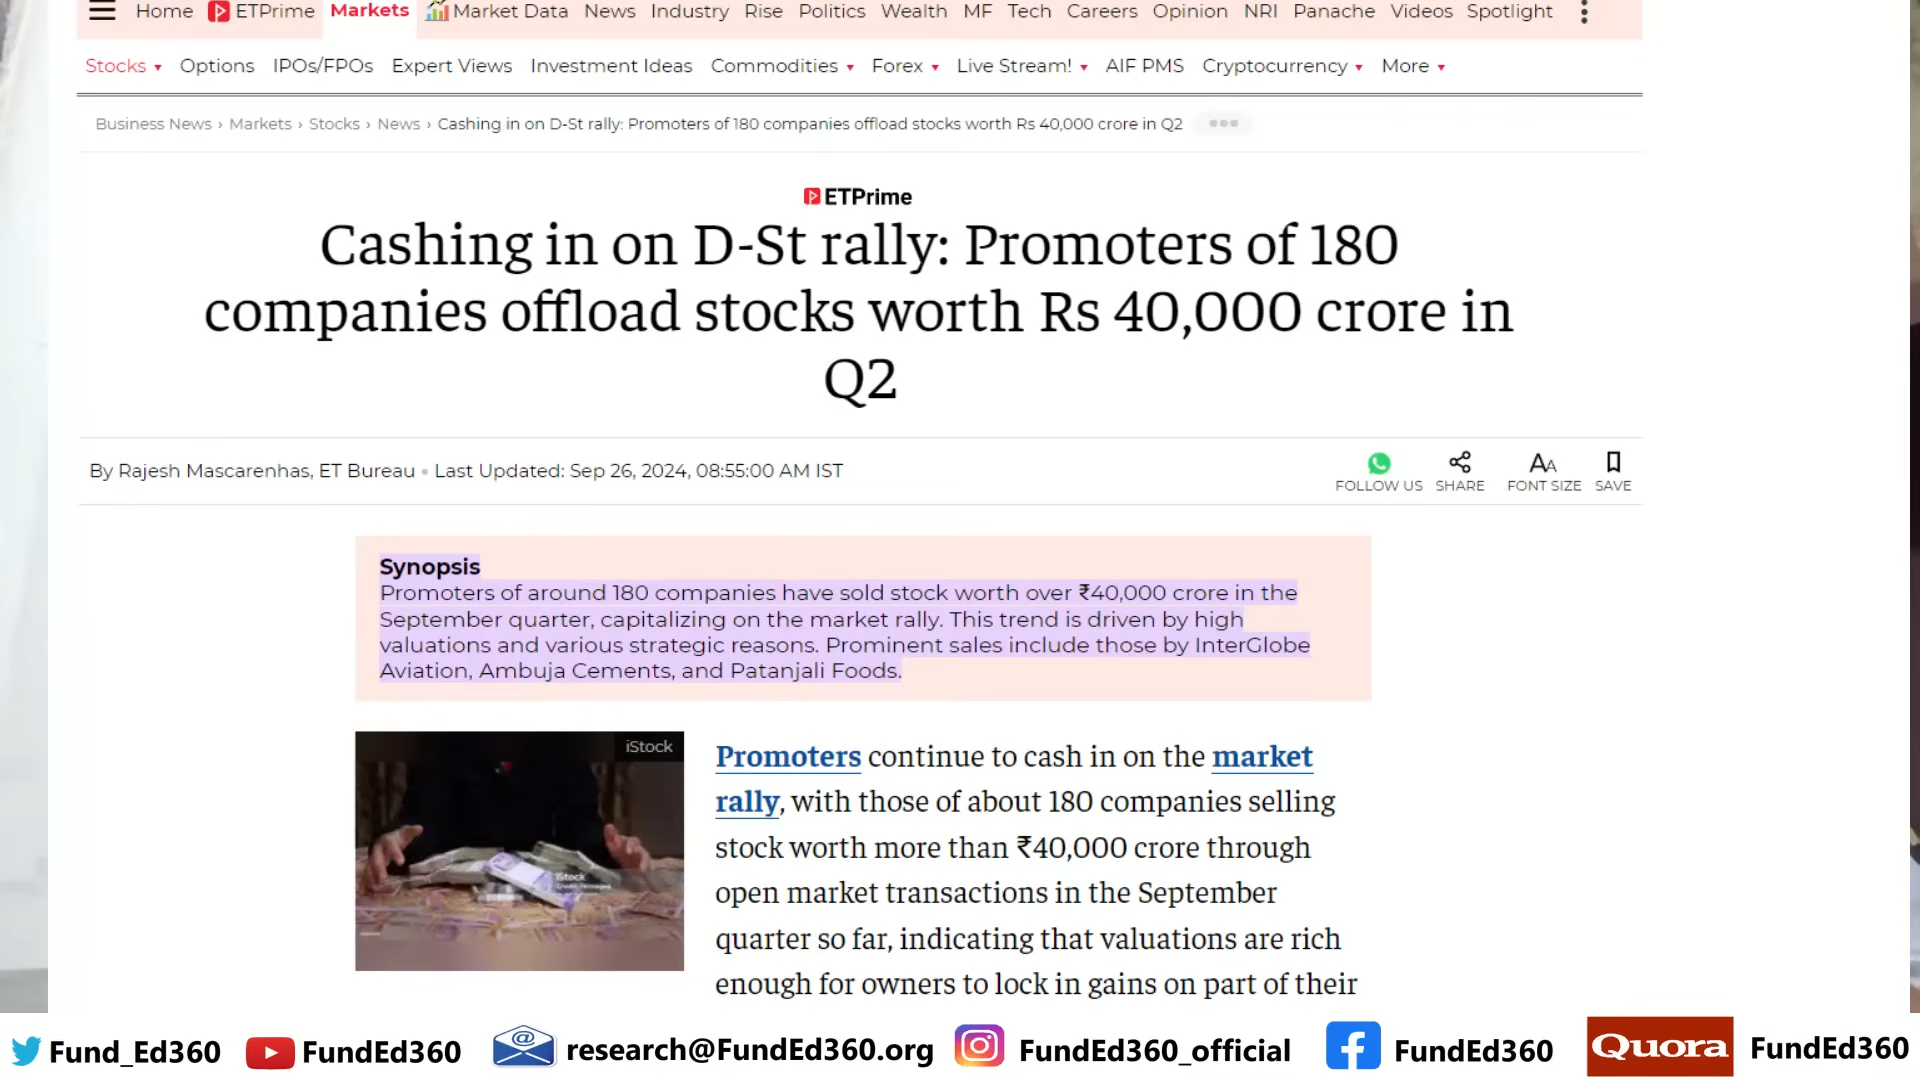 Home ETPrime Markets Market Data News Industry Rise Politics Wealth MF Tech Careers Opinion NRI Panache Videos Spotlight
Stocks Options IPOs/FPOs Expert Views Investment Ideas Commodities Forex Live Stream! AIF PMS Cryptocurrency More
Business News › Markets › Stocks › News › Cashing in on D-St rally: Promoters of 180 companies offload stocks worth Rs 40,000 crore in Q2
ETPrime
Cashing in on D-St rally: Promoters of 180
companies offload stocks worth Rs 40,000 crore in
Q2
By Rajesh Mascarenhas, ET Bureau • Last Updated: Sep 26, 2024, 08:55:00 AM IST
FOLLOW US SHARE FONT SIZE SAVE
Synopsis
Promoters of around 180 companies have sold stock worth over ₹40,000 crore in the
September quarter, capitalizing on the market rally. This trend is driven by high
valuations and various strategic reasons. Prominent sales include those by InterGlobe
Aviation, Ambuja Cements, and Patanjali Foods.
iStock
iStock
Promoters continue to cash in on the market
rally, with those of about 180 companies selling
stock worth more than ₹40,000 crore through
open market transactions in the September
quarter so far, indicating that valuations are rich
enough for owners to lock in gains on part of their
Fund_Ed360 FundEd360 research@FundEd360.org FundEd360_official FundEd360 Quora FundEd360